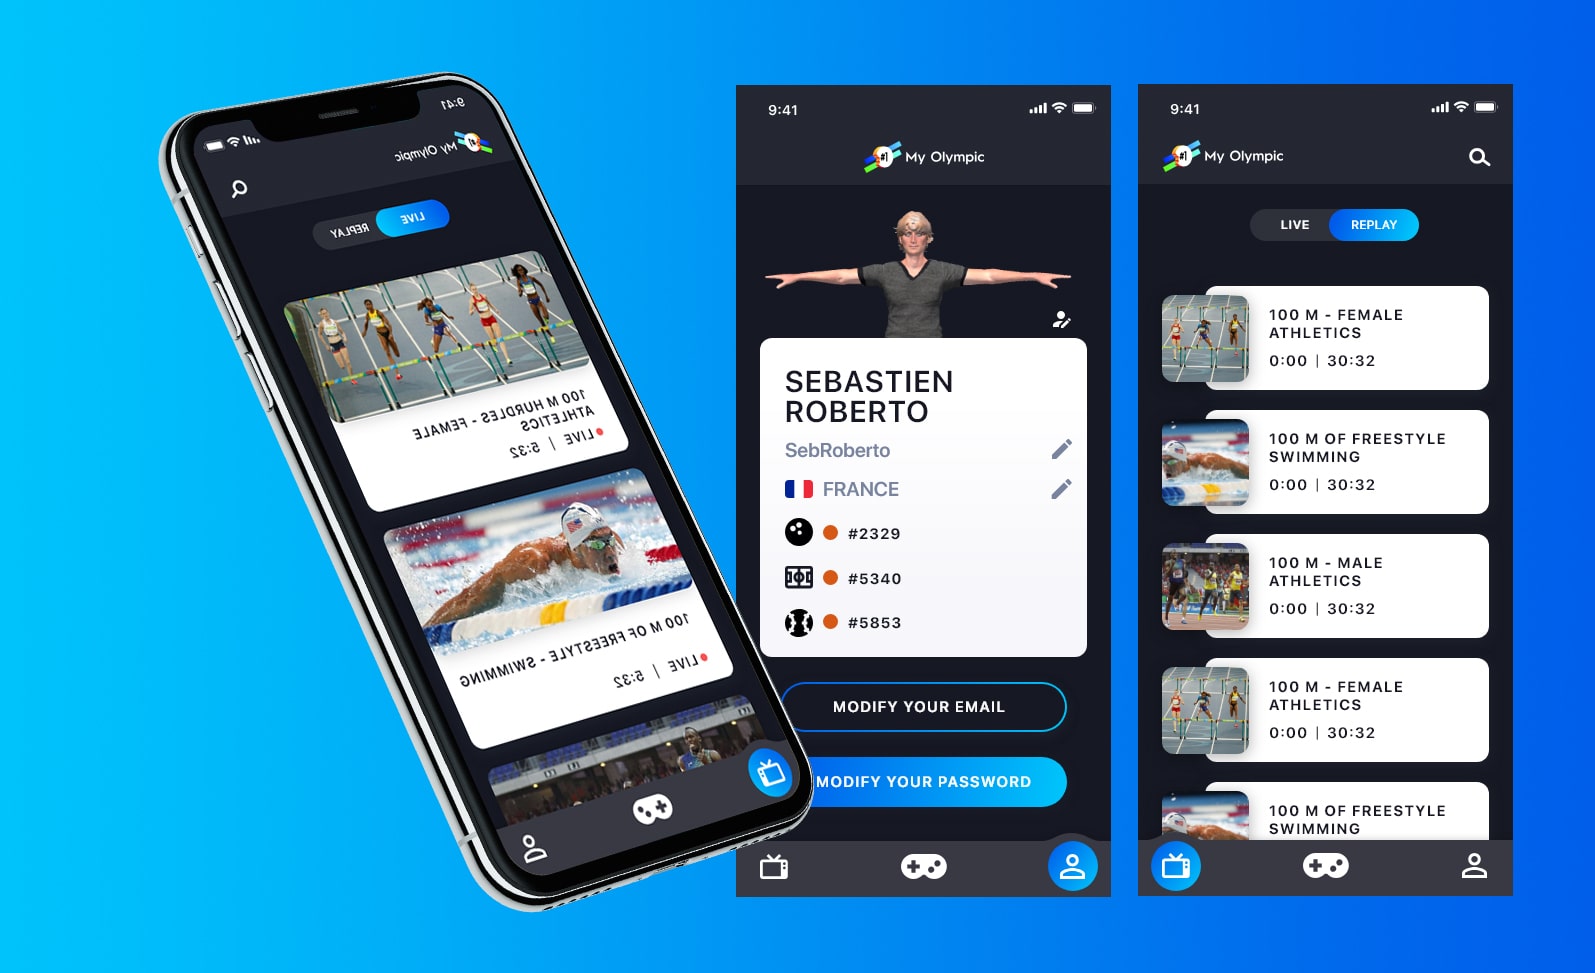 9:41
My Olympic
LIVE
REPLAY
100 M HURDLES - FEMALE
ATHLETICS
LIVE | 5:32
100 M OF FREESTYLE - SWIMMING
LIVE | 5:32
9:41
#1 My Olympic
SEBASTIEN
ROBERTO
SebRoberto
FRANCE
#2329
#5340
#5853
MODIFY YOUR EMAIL
MODIFY YOUR PASSWORD
9:41
#1 My Olympic
LIVE
REPLAY
100 M - FEMALE
ATHLETICS
0:00 | 30:32
100 M OF FREESTYLE
SWIMMING
0:00 | 30:32
100 M - MALE
ATHLETICS
0:00 | 30:32
100 M - FEMALE
ATHLETICS
0:00 | 30:32
100 M OF FREESTYLE
SWIMMING